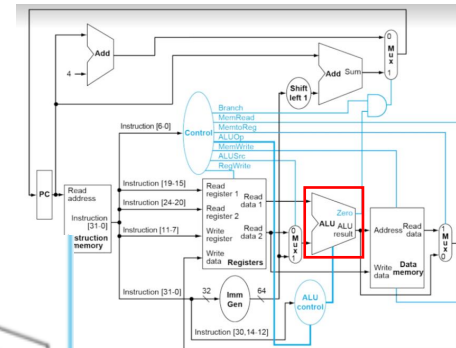 Add
4
Add Sum
Shift
left 1
0
M
u
x
1
Branch
MemRead
MemtoReg
ALUOp
MemWrite
ALUSrc
RegWrite
Instruction [6-0]
Control
PC
Read
address
Instruction
[31-0]
struction
memory
Instruction [19-15]
Instruction [24-20]
Instruction [11-7]
Read
register 1
Read
register 2
Write
register
Write
data
Read
data 1
Read
data 2
Registers
0
M
u
x
1
Zero
ALU
ALU
result
Address
Read
data
Write
data
Data
memory
1
M
u
x
0
Instruction [31-0]
32
Imm
Gen
64
ALU
control
Instruction [30,14-12]